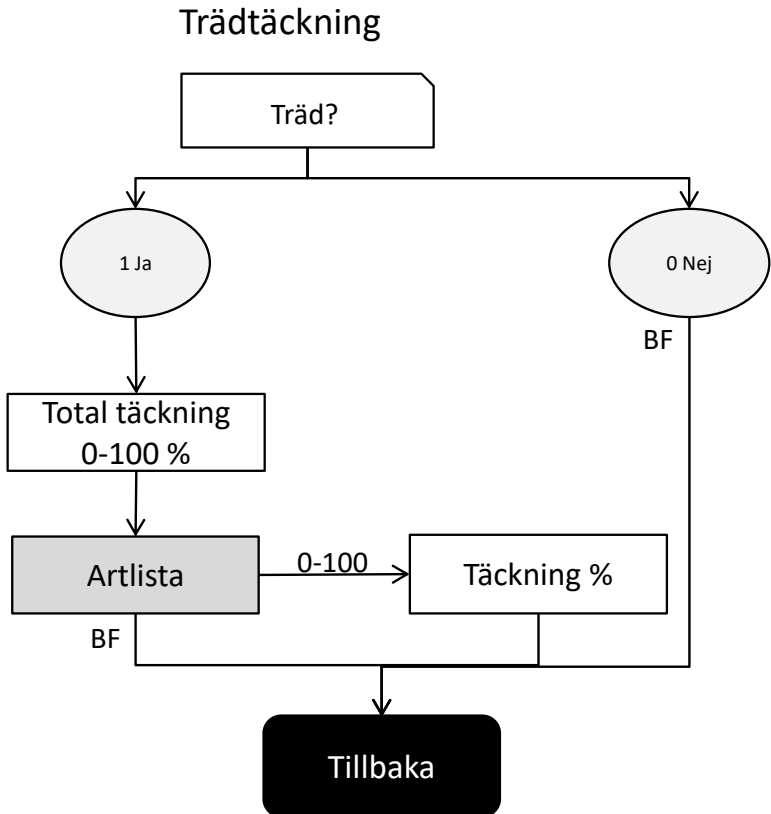 Trädtäckning
Träd?
1 Ja
0 Nej
BF
Total täckning
0-100 %
Artlista
0-100
Täckning %
BF
Tillbaka